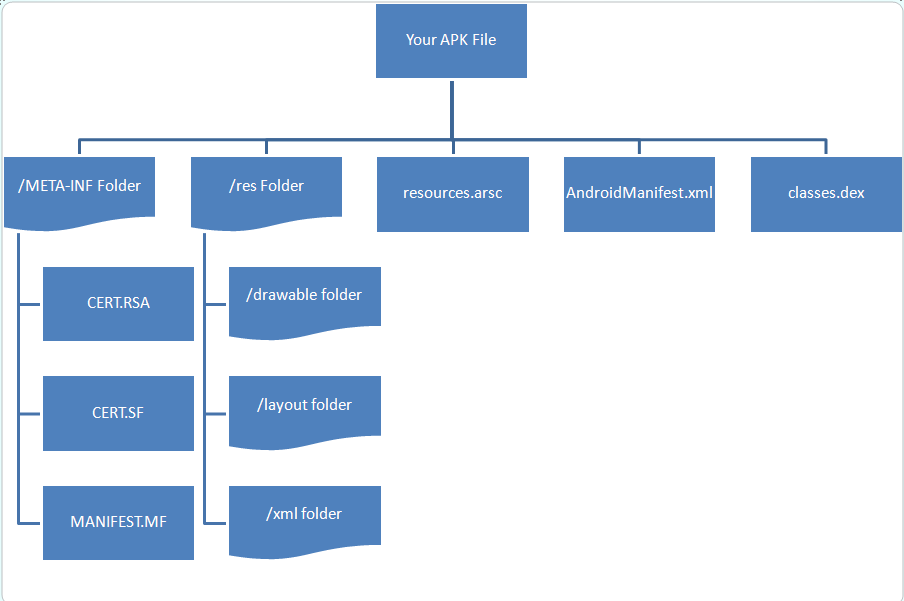 Your APK File
/META-INF Folder
/res Folder
resources.arsc
AndroidManifest.xml
classes.dex
CERT.RSA
/drawable folder
CERT.SF
/layout folder
MANIFEST.MF
/xml folder